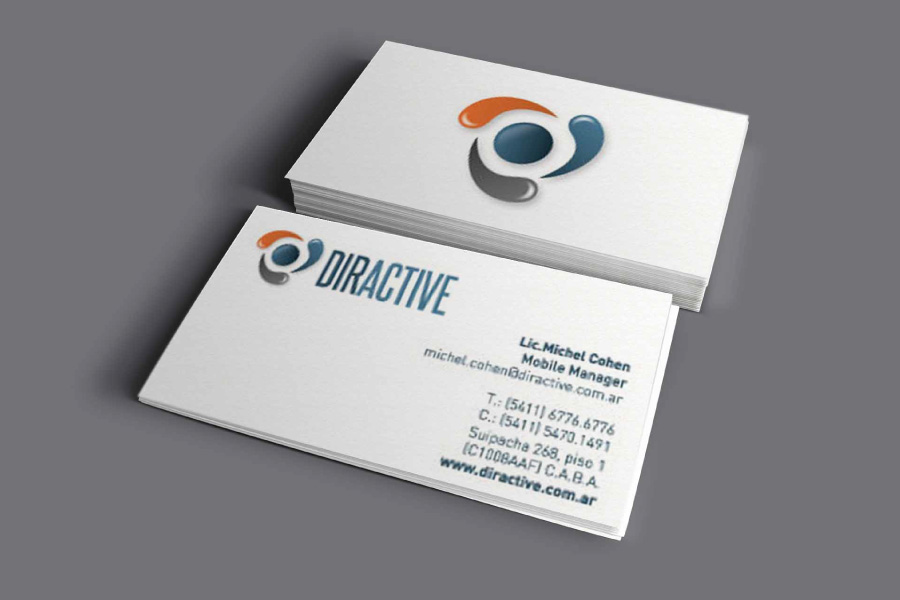 DIRACTIVE
Lic.Michel Cohen
Mobile Manager
michel.cohen@diractive.com.ar
T.: (5411) 6776.6776
C.: (5411) 5470.1491
Suipacha 268, piso 1
(C1008AAF) C.A.B.A.
www.diractive.com.ar